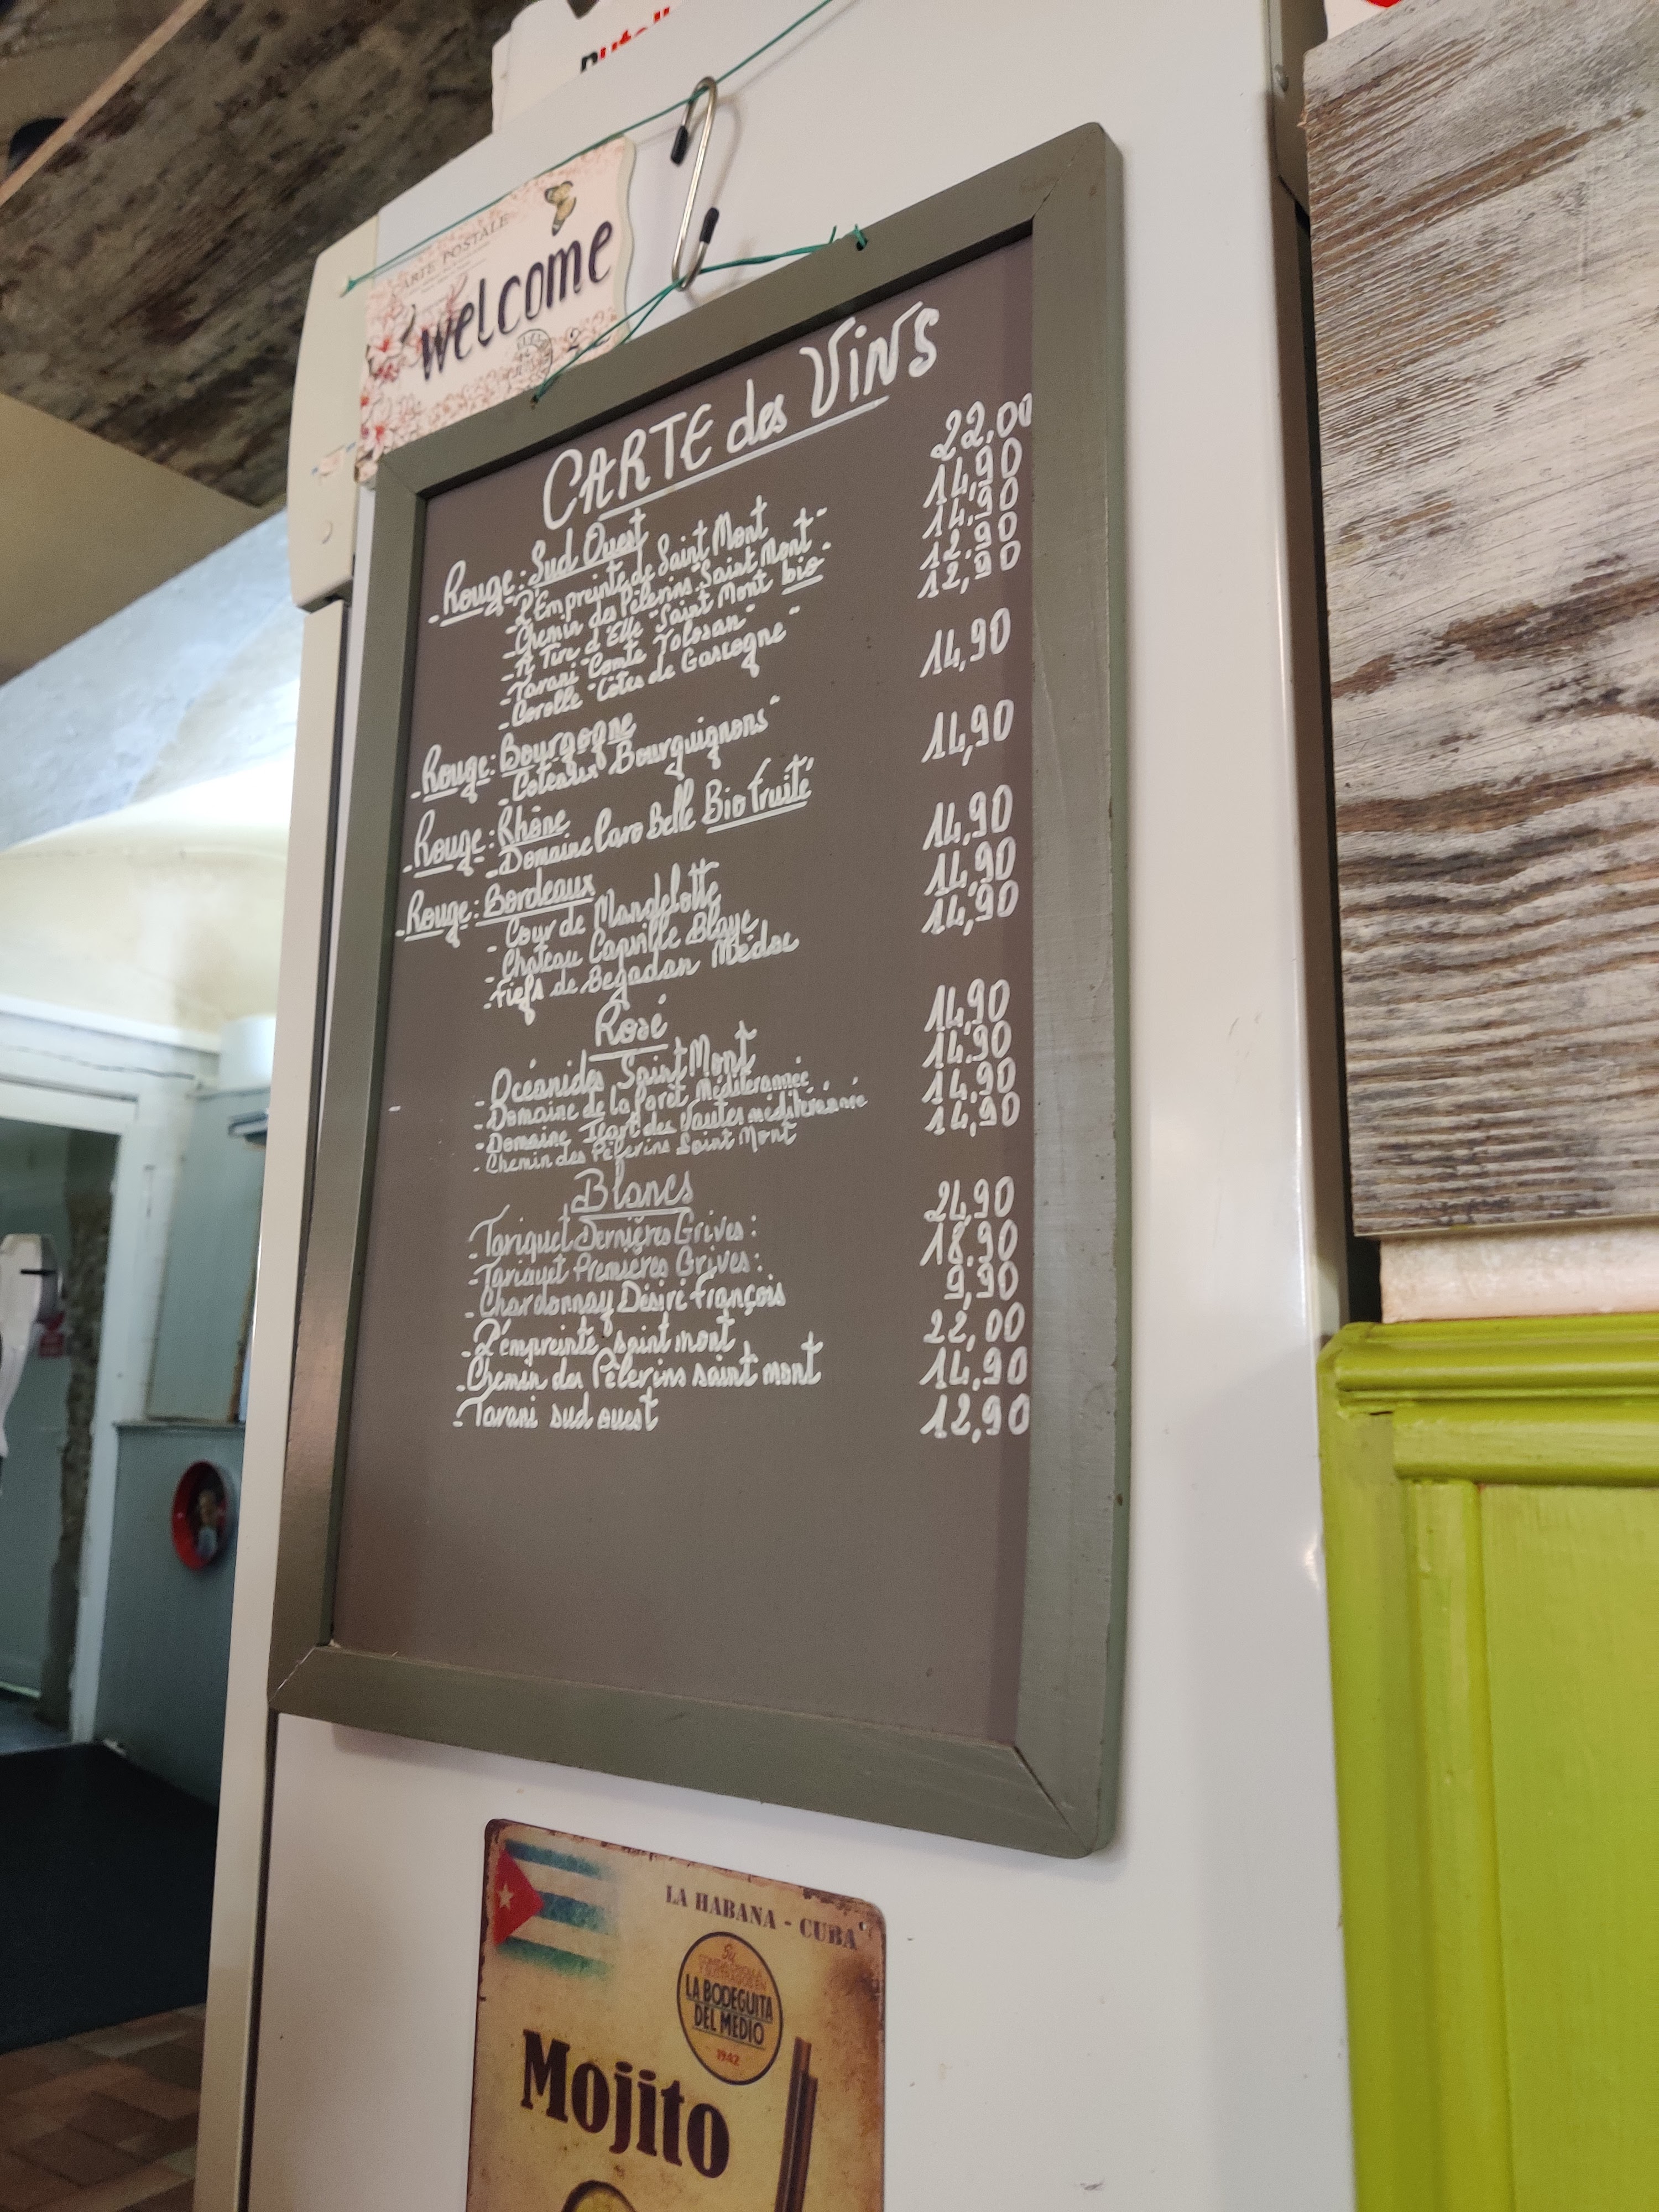 CARTE POSTALE
welcome
CARTE des ViNS
- Rouge: Sud Ouest
- L'Empreinte de Saint Mont 22,00
- Chemin des Pèlerins "Saint Mont" 14,90
- A Tire d'Elle "Saint Mont bio" 14,90
- Tarani "Comté Tolosan" 12,90
- Corolle "Côtes de Gascogne" 12,90
- Rouge: Bourgogne
- Coteaux Bourguignons" 14,90
- Rouge: Rhône
- Domaine Caro Belle Bio fruité 14,90
- Rouge: Bordeaux
- Cour de Mandelotte 14,90
- Chateau Capville Blaye 14,90
- Fiefs de Begadan Médoc 14,90
Rosé
- Océanides Saint Mont 14,90
- Domaine de la Forêt Méditerannée 14,90
- Domaine des Hautes méditérannée 14,90
- Chemin des Pèlerins Saint Mont 14,90
Blancs
- Tariquet Dernières Grives: 24,90
- Tariquet Premières Grives: 18,90
- Chardonnay Désiré François 9,90
- L'empreinte saint mont 22,00
- Chemin des Pèlerins saint mont 14,90
- Tarani sud ouest 12,90
LA HABANA - CUBA
LA BODEGUITA
DEL MEDIO
1942
Mojito